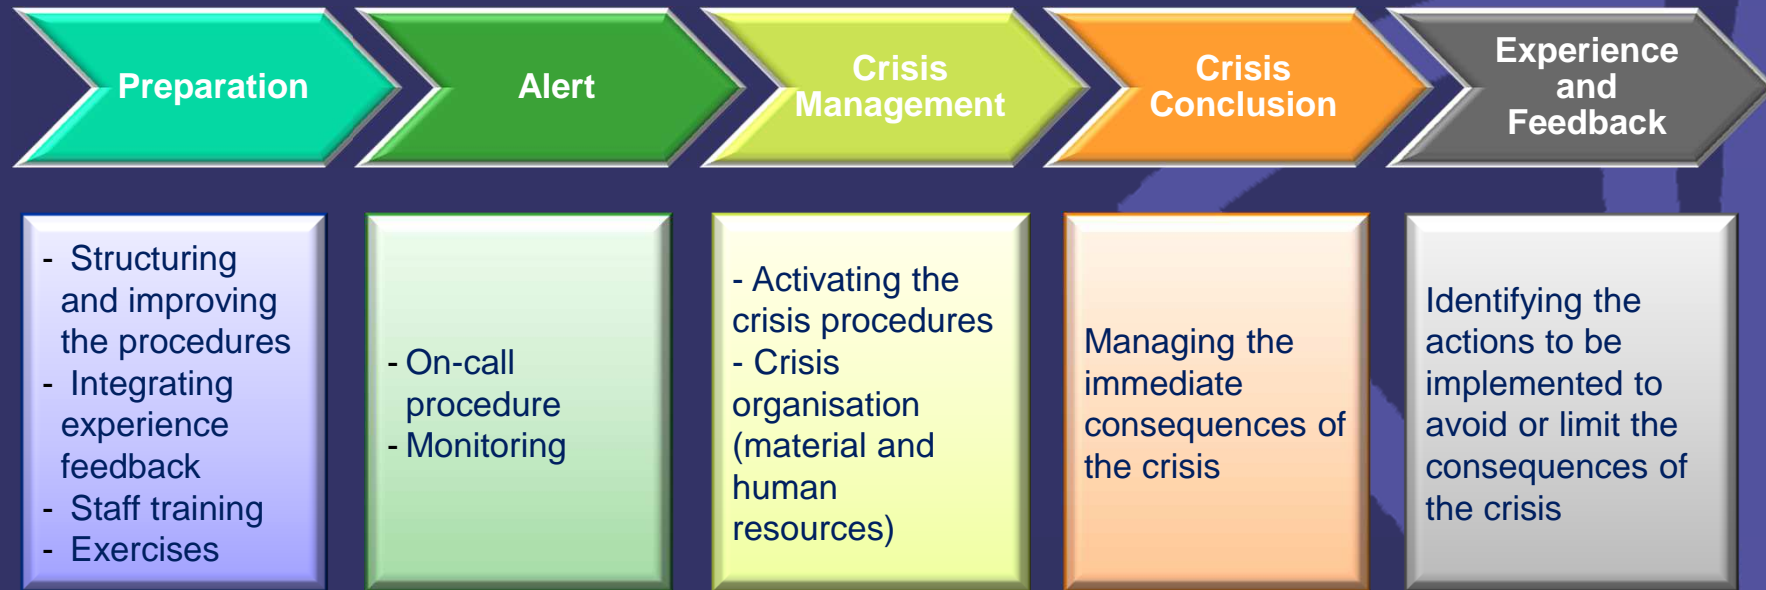 Preparation
Alert
Crisis
Management
Crisis
Conclusion
Experience
and
Feedback
- Structuring
and improving
the procedures
- Integrating
experience
feedback
- Staff training
- Exercises
- On-call
procedure
- Monitoring
- Activating the
crisis procedures
- Crisis
organisation
(material and
human
resources)
Managing the
immediate
consequences of
the crisis
Identifying the
actions to be
implemented to
avoid or limit the
consequences of
the crisis